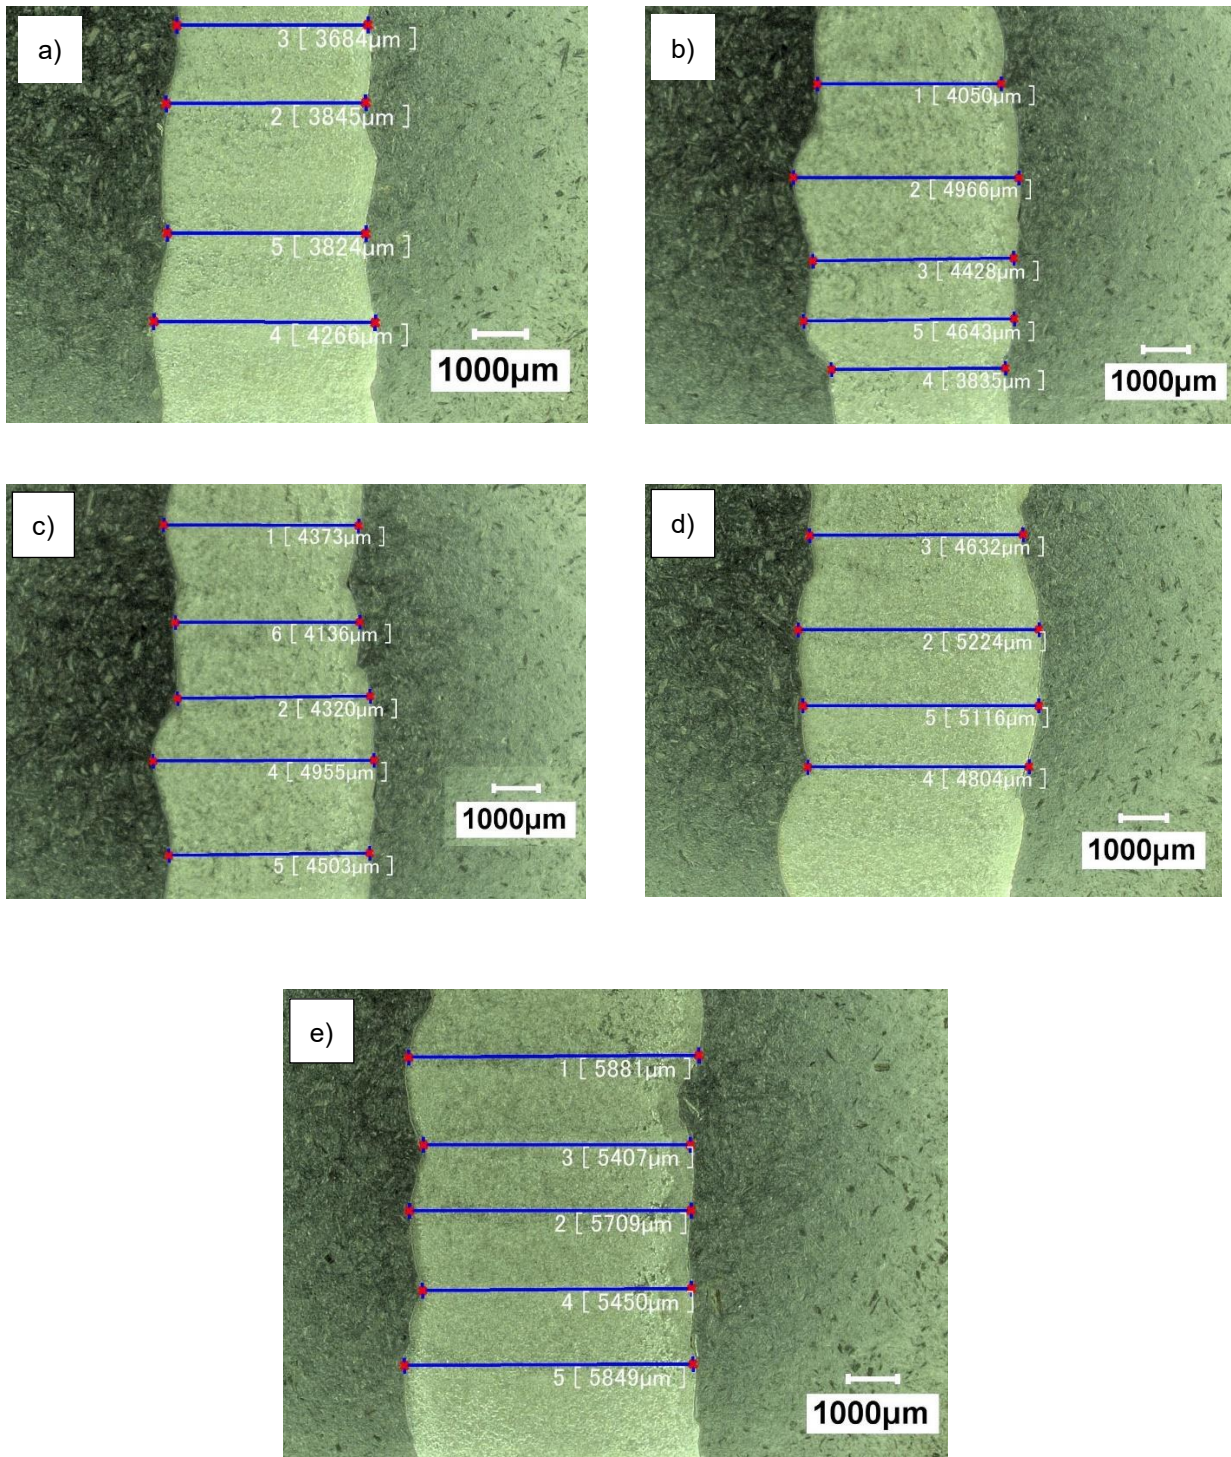 a)
3 [ 3684μm ]
2 [ 3845μm ]
5 [ 3824μm ]
4 [ 4266μm ]
1000μm
b)
1 [ 4050μm ]
2 [ 4966μm ]
3 [ 4428μm ]
5 [ 4643μm ]
4 [ 3835μm ]
1000μm
c)
1 [ 4373μm ]
6 [ 4136μm ]
2 [ 4320μm ]
4 [ 4955μm ]
5 [ 4503μm ]
1000μm
d)
3 [ 4632μm ]
2 [ 5224μm ]
5 [ 5116μm ]
4 [ 4804μm ]
1000μm
e)
1 [ 5881μm ]
3 [ 5407μm ]
2 [ 5709μm ]
4 [ 5450μm ]
5 [ 5849μm ]
1000μm